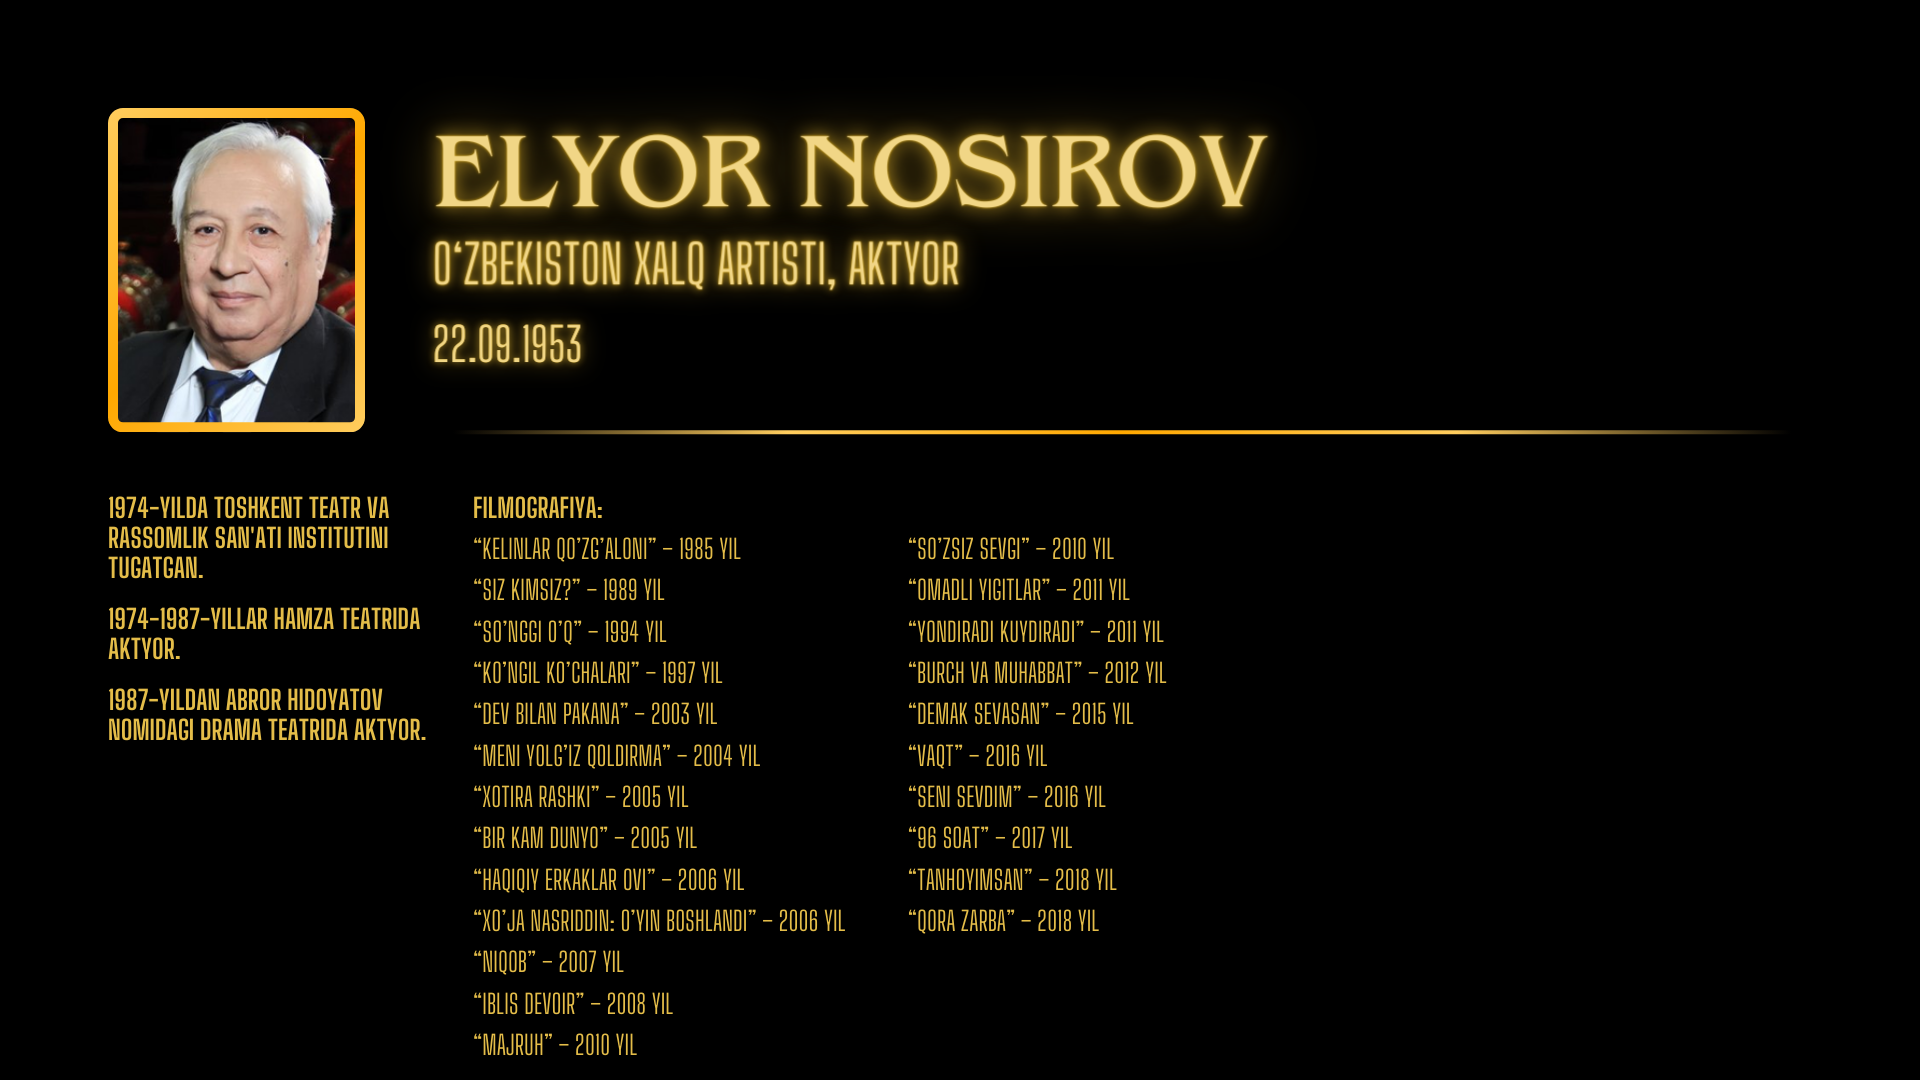 ELYOR NOSIROV
O‘ZBEKISTON XALQ ARTISTI, AKTYOR
22.09.1953
1974-YILDA TOSHKENT TEATR VA
RASSOMLIK SAN'ATI INSTITUTINI
TUGATGAN.
1974-1987-YILLAR HAMZA TEATRIDA
AKTYOR.
1987-YILDAN ABROR HIDOYATOV
NOMIDAGI DRAMA TEATRIDA AKTYOR.
FILMOGRAFIYA:
“KELINLAR QO’ZG’ALONI” – 1985 YIL
“SIZ KIMSIZ?” – 1989 YIL
“SO’NGGI O’Q” – 1994 YIL
“KO’NGIL KO’CHALARI” – 1997 YIL
“DEV BILAN PAKANA” – 2003 YIL
“MENI YOLG’IZ QOLDIRMA” – 2004 YIL
“XOTIRA RASHKI” – 2005 YIL
“BIR KAM DUNYO” – 2005 YIL
“HAQIQIY ERKAKLAR OVI” – 2006 YIL
“XO’JA NASRIDDIN: O’YIN BOSHLANDI” – 2006 YIL
“NIQOB” – 2007 YIL
“IBLIS DEVOIR” – 2008 YIL
“MAJRUH” – 2010 YIL
“SO’ZSIZ SEVGI” – 2010 YIL
“OMADLI YIGITLAR” – 2011 YIL
“YONDIRADI KUYDIRADI” – 2011 YIL
“BURCH VA MUHABBAT” – 2012 YIL
“DEMAK SEVASAN” – 2015 YIL
“VAQT” – 2016 YIL
“SENI SEVDIM” – 2016 YIL
“96 SOAT” – 2017 YIL
“TANHOYIMSAN” – 2018 YIL
“QORA ZARBA” – 2018 YIL